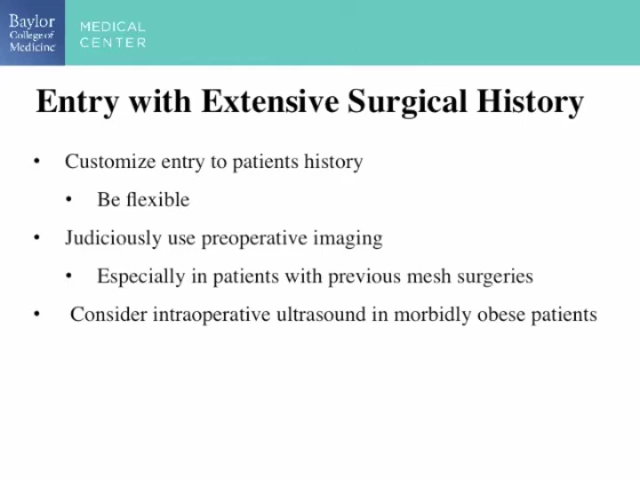 Baylor
College of
Medicine
MEDICAL
CENTER
Entry with Extensive Surgical History
• Customize entry to patients history
• Be flexible
• Judiciously use preoperative imaging
• Especially in patients with previous mesh surgeries
• Consider intraoperative ultrasound in morbidly obese patients